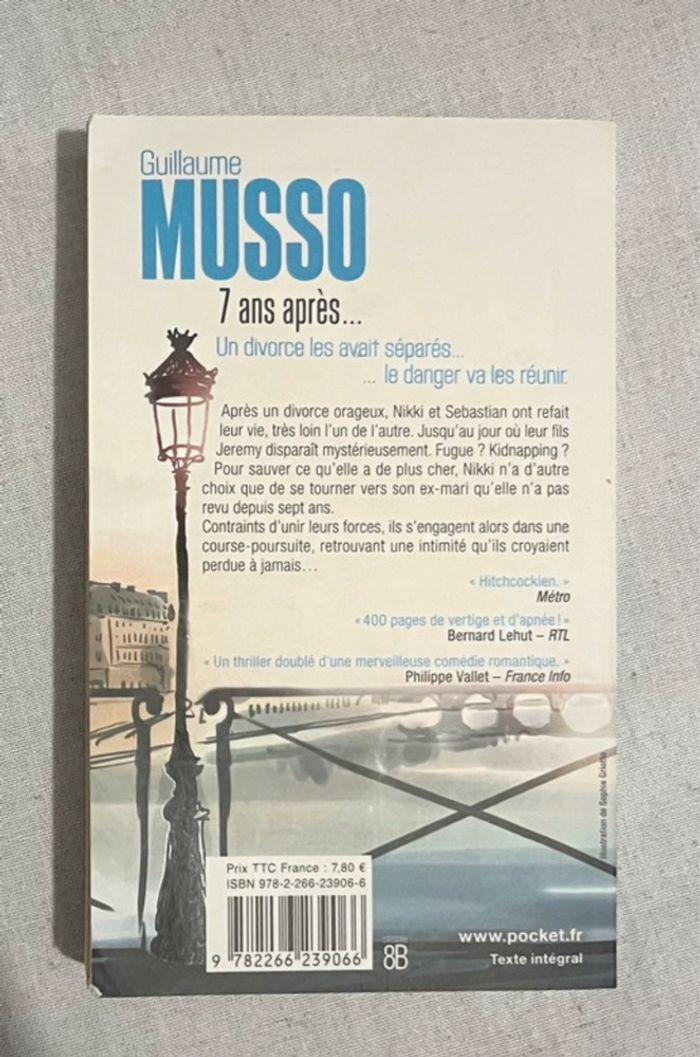 Guillaume
MUSSO
7 ans après...
Un divorce les avait séparés...
... le danger va les réunir.
Après un divorce orageux, Nikki et Sebastian ont refait
leur vie, très loin l'un de l'autre. Jusqu'au jour où leur fils
Jeremy disparaît mystérieusement. Fugue ? Kidnapping ?
Pour sauver ce qu'elle a de plus cher, Nikki n'a d'autre
choix que de se tourner vers son ex-mari qu'elle n'a pas
revu depuis sept ans.
Contraints d'unir leurs forces, ils s'engagent alors dans une
course-poursuite, retrouvant une intimité qu'ils croyaient
perdue à jamais...
« Hitchcockien. »
Métro
« 400 pages de vertige et d'apnée ! »
Bernard Lehut – RTL
« Un thriller doublé d'une merveilleuse comédie romantique. »
Philippe Vallet – France Info
Illustration de Sophie
Prix TTC France : 7,80 €
ISBN 978-2-266-23906-6
9 782266 239066
8B
www.pocket.fr
Texte intégral